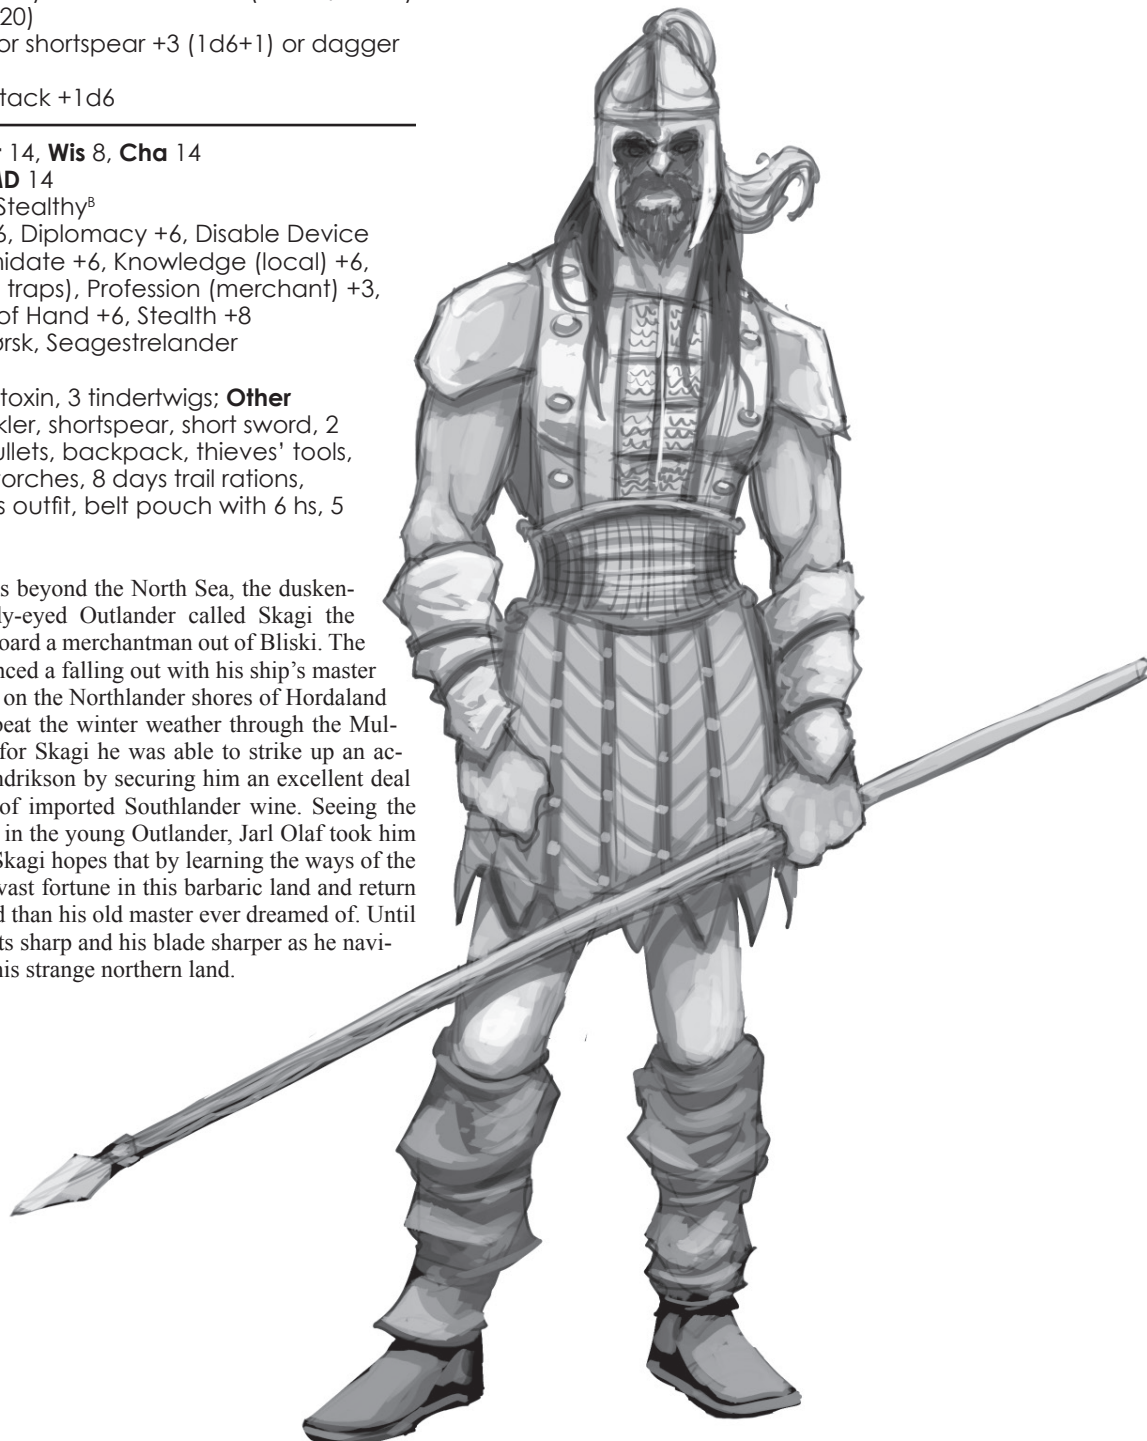 20)
or shortspear +3 (1d6+1) or dagger
tack +1d6
14, Wis 8, Cha 14
MD 14
Stealthyᴮ
6, Diplomacy +6, Disable Device
midate +6, Knowledge (local) +6,
traps), Profession (merchant) +3,
of Hand +6, Stealth +8
ørsk, Seagestrelander
toxin, 3 tindertwigs; Other
kler, shortspear, short sword, 2
ullets, backpack, thieves’ tools,
torches, 8 days trail rations,
s outfit, belt pouch with 6 hs, 5
s beyond the North Sea, the dusken-
ly-eyed Outlander called Skagi the
board a merchantman out of Bliski. The
nced a falling out with his ship’s master
on the Northlander shores of Hordaland
beat the winter weather through the Mul-
for Skagi he was able to strike up an ac-
ndrikson by securing him an excellent deal
of imported Southlander wine. Seeing the
in the young Outlander, Jarl Olaf took him
Skagi hopes that by learning the ways of the
vast fortune in this barbaric land and return
d than his old master ever dreamed of. Until
ts sharp and his blade sharper as he navi-
his strange northern land.